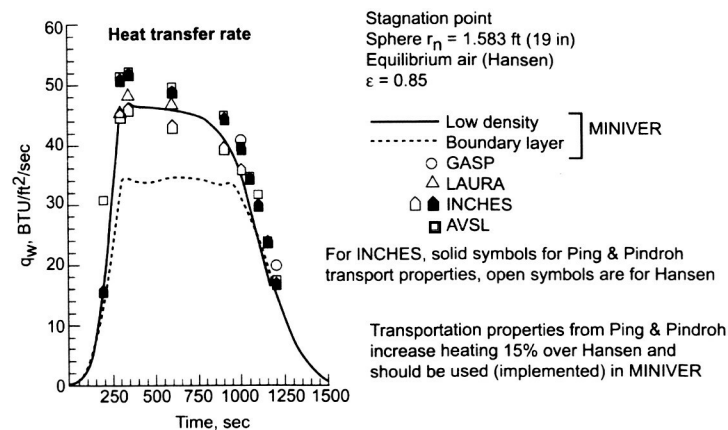 Heat transfer rate
60
50
40
30
20
10
0
qw, BTU/ft²/sec
0 250 500 750 1000 1250 1500
Time, sec
Stagnation point
Sphere rn = 1.583 ft (19 in)
Equilibrium air (Hansen)
ε = 0.85
Low density
Boundary layer
MINIVER
GASP
LAURA
INCHES
AVSL
For INCHES, solid symbols for Ping & Pindroh
transport properties, open symbols are for Hansen
Transportation properties from Ping & Pindroh
increase heating 15% over Hansen and
should be used (implemented) in MINIVER